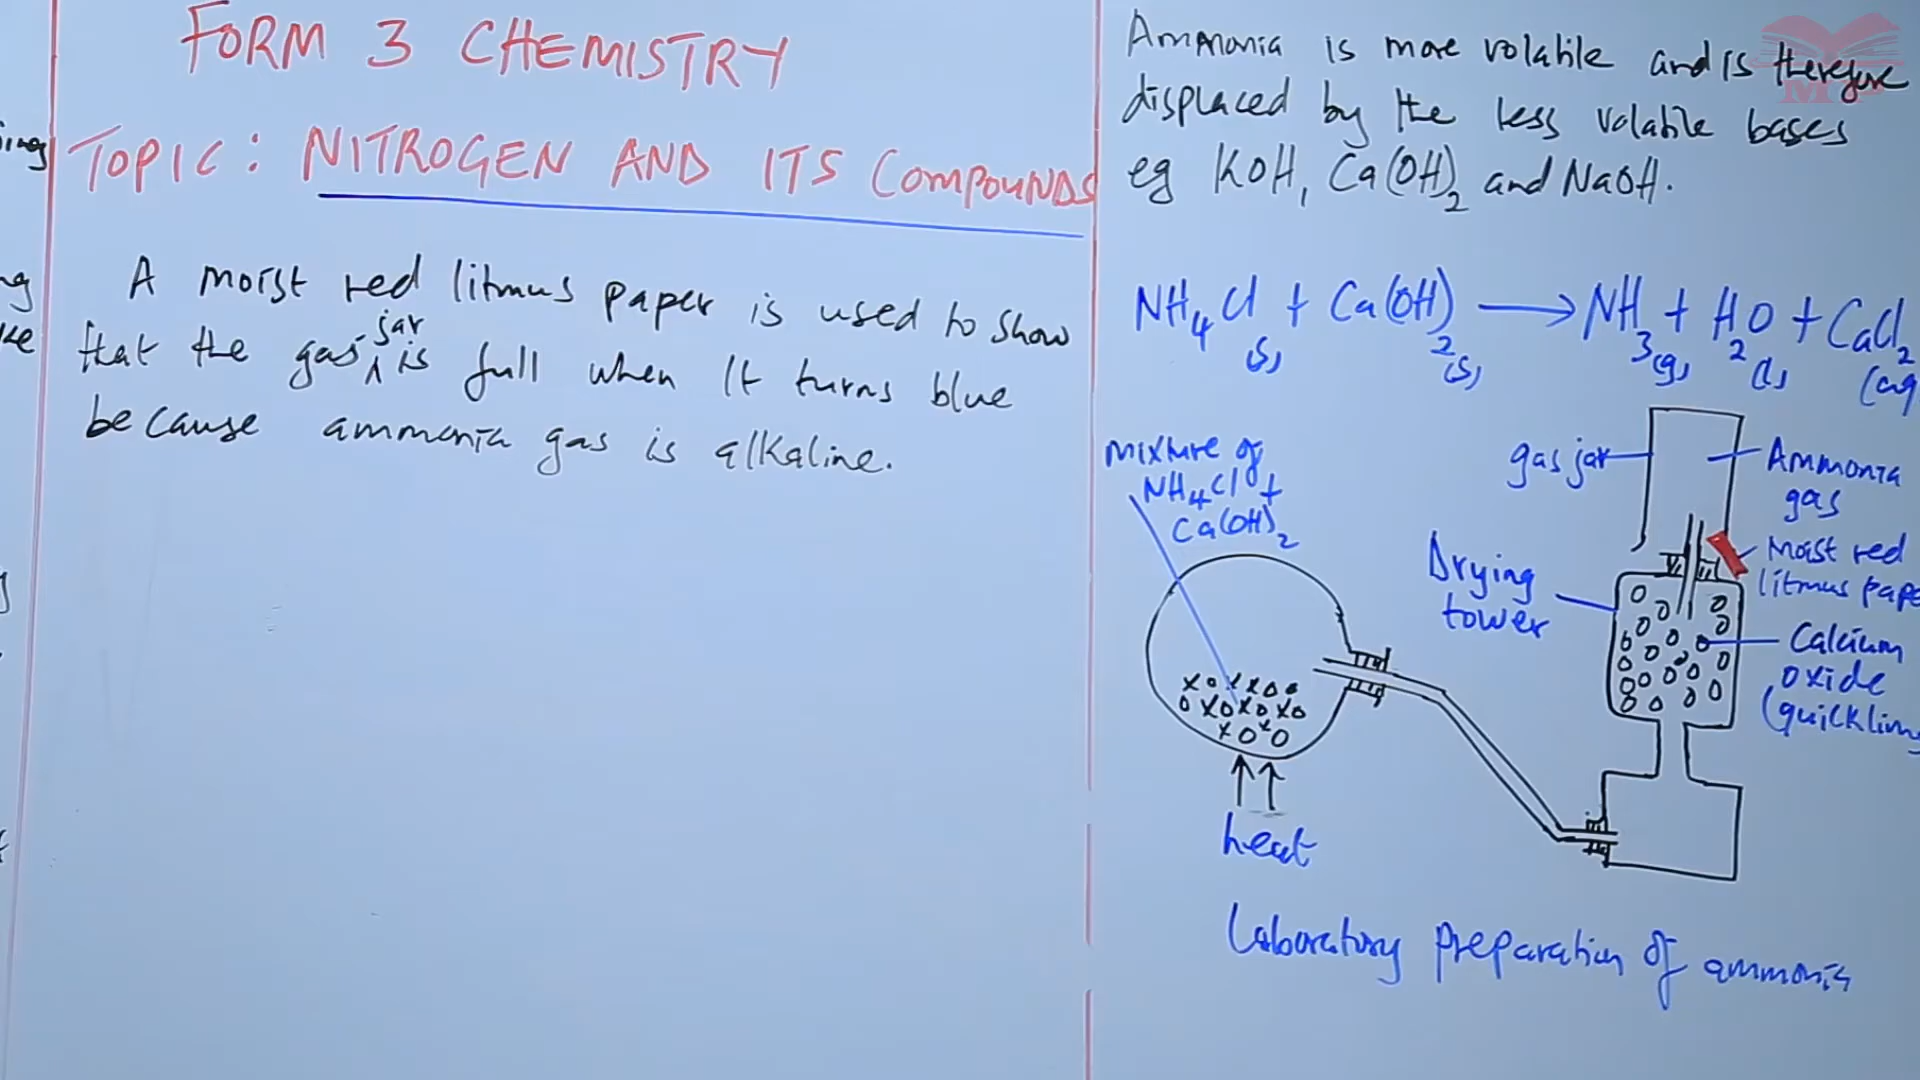 FORM 3 CHEMISTRY
TOPIC: NITROGEN AND ITS COMPOUNDS
A moist red litmus paper is used to show
that the gas jar is full when it turns blue
because ammonia gas is alkaline.
Ammonia is more volatile and is therefore
displaced by the less volatile bases
eg KOH, Ca(OH)2 and NaOH.
NH4Cl(s) + Ca(OH)2(s) → NH3(g) + H2O(l) + CaCl2(aq
mixture of
NH4Cl +
Ca(OH)2
gas jar
Ammonia
gas
Moist red
litmus pape
Drying
tower
Calcium
oxide
(quicklim
heat
Laboratory preparation of ammonia